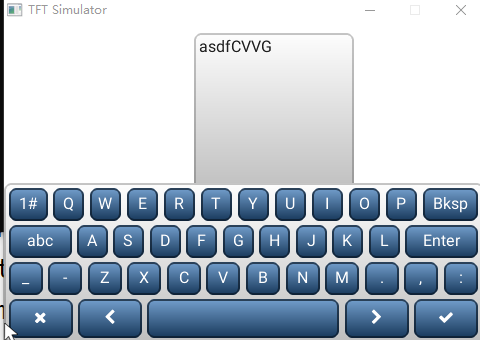 TFT Simulator
asdfCVVG
1# Q W E R T Y U I O P Bksp
abc A S D F G H J K L Enter
_ - Z X C V B N M . , :